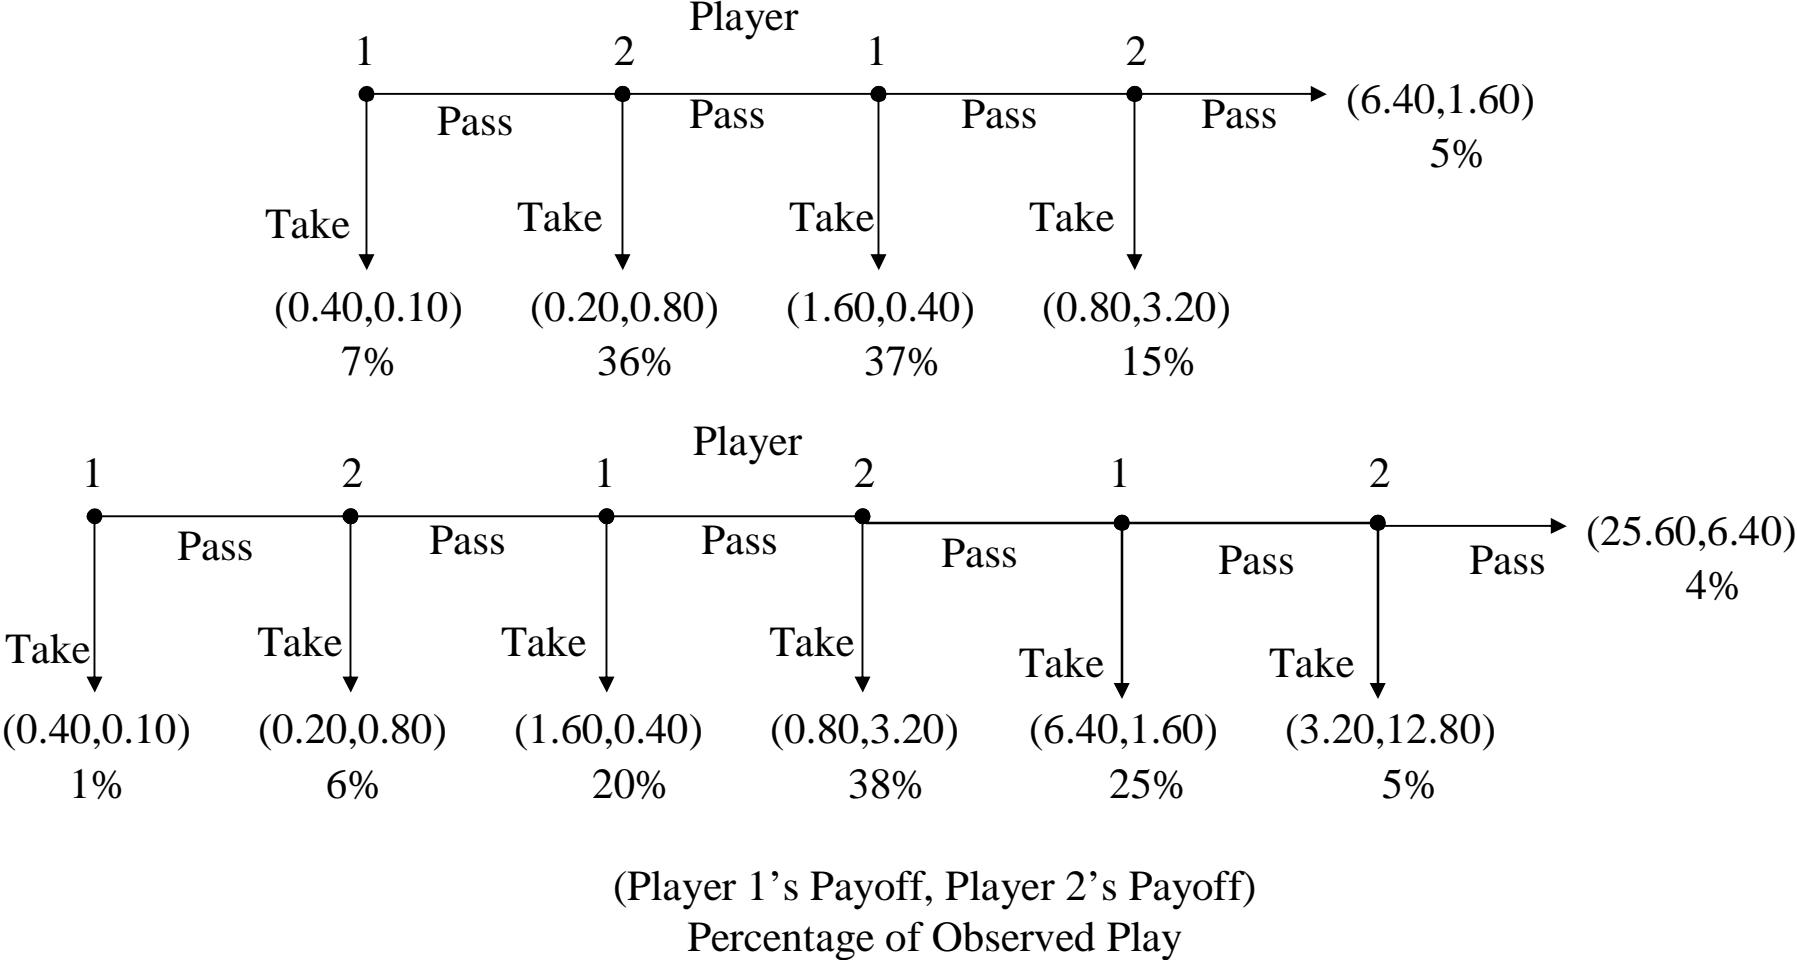 Player
1 2 1 2
Pass Pass Pass Pass (6.40,1.60)
5%
Take Take Take Take
(0.40,0.10) (0.20,0.80) (1.60,0.40) (0.80,3.20)
7% 36% 37% 15%
Player
1 2 1 2 1 2
Pass Pass Pass Pass Pass Pass (25.60,6.40)
4%
Take Take Take Take Take Take
(0.40,0.10) (0.20,0.80) (1.60,0.40) (0.80,3.20) (6.40,1.60) (3.20,12.80)
1% 6% 20% 38% 25% 5%
(Player 1’s Payoff, Player 2’s Payoff)
Percentage of Observed Play